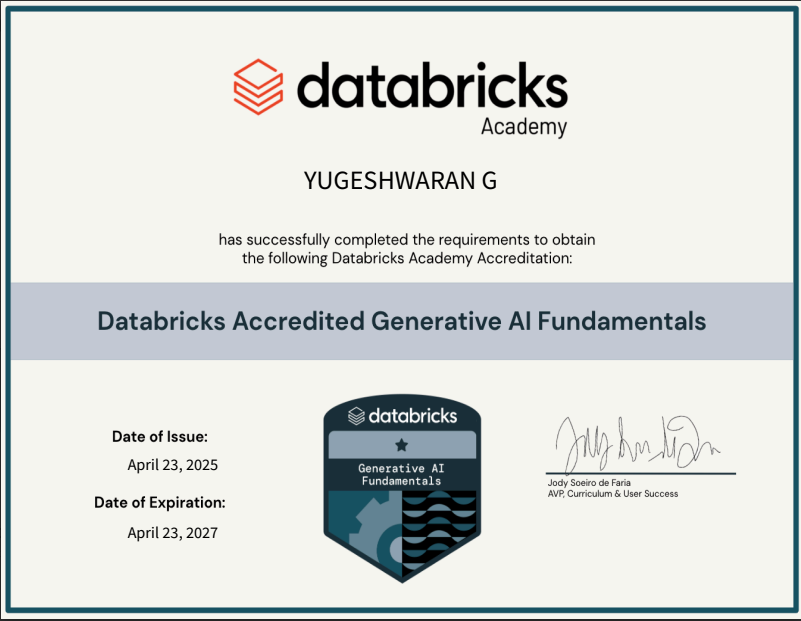 databricks
Academy
YUGESHWARAN G
has successfully completed the requirements to obtain
the following Databricks Academy Accreditation:
Databricks Accredited Generative AI Fundamentals
Date of Issue:
April 23, 2025
Date of Expiration:
April 23, 2027
databricks
Generative AI
Fundamentals
Jody Soeiro de Faria
AVP, Curriculum & User Success